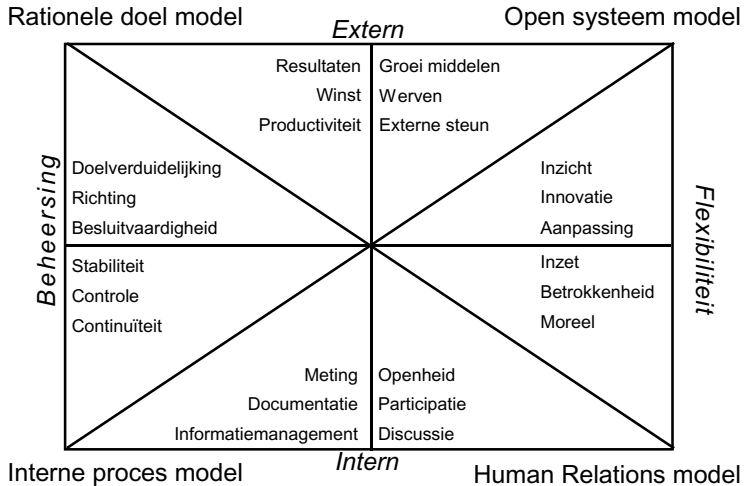 Rationele doel model
Open systeem model
Extern
Resultaten
Winst
Productiviteit
Groei middelen
Werven
Externe steun
Beheersing
Doelverduidelijking
Richting
Besluitvaardigheid
Inzicht
Innovatie
Aanpassing
Flexibiliteit
Stabiliteit
Controle
Continuïteit
Inzet
Betrokkenheid
Moreel
Meting
Documentatie
Informatiemanagement
Openheid
Participatie
Discussie
Intern
Interne proces model
Human Relations model